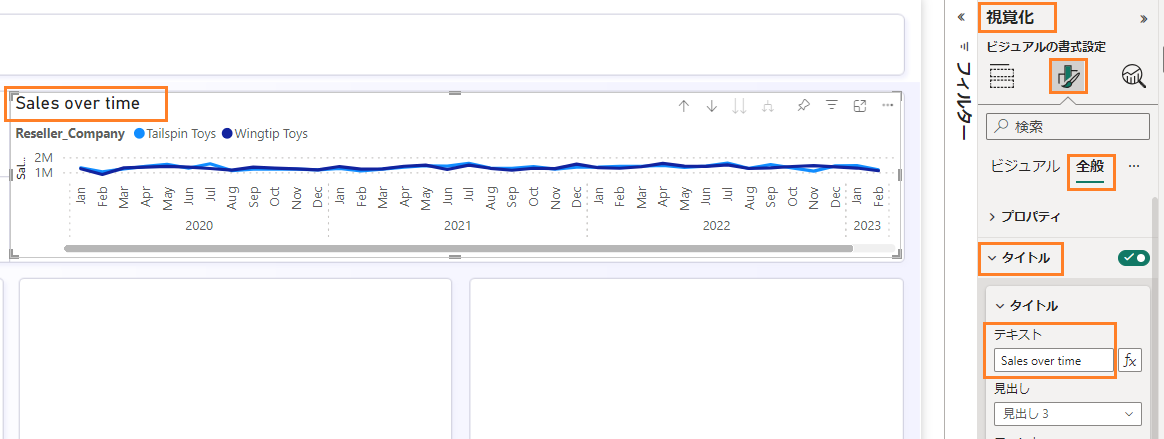 Sales over time
Reseller_Company Tailspin Toys Wingtip Toys
Sal...
2M
1M
Jan Feb Mar Apr May Jun Jul Aug Sep Oct Nov Dec Jan Feb Mar Apr May Jun Jul Aug Sep Oct Nov Dec Jan Feb Mar Apr May Jun Jul Aug Sep Oct Nov Dec Jan Feb
2020 2021 2022 2023
フィルター
視覚化
ビジュアルの書式設定
検索
ビジュアル 全般 ...
プロパティ
タイトル
タイトル
テキスト
Sales over time fx
見出し
見出し 3